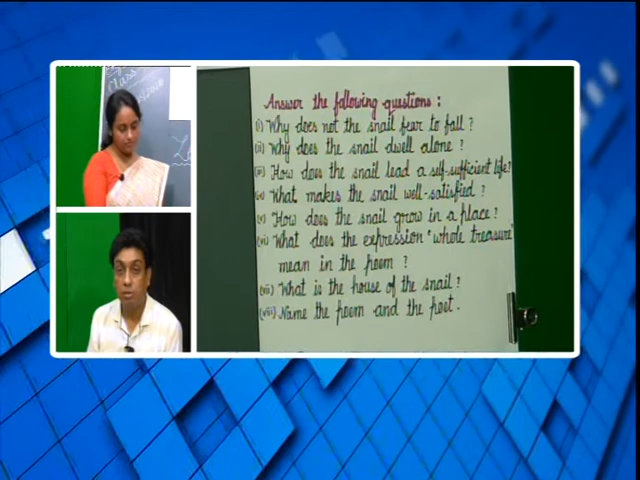 Class
Answer the following questions :
(i) Why does not the snail fear to fall ?
(ii) Why does the snail dwell alone ?
(iii) How does the snail lead a self-sufficient life?
(iv) What makes the snail well-satisfied ?
(v) How does the snail grow in a place ?
(vi) What does the expression 'whole treasure'
mean in the poem ?
(vii) What is the house of the snail ?
(viii) Name the poem and the poet.